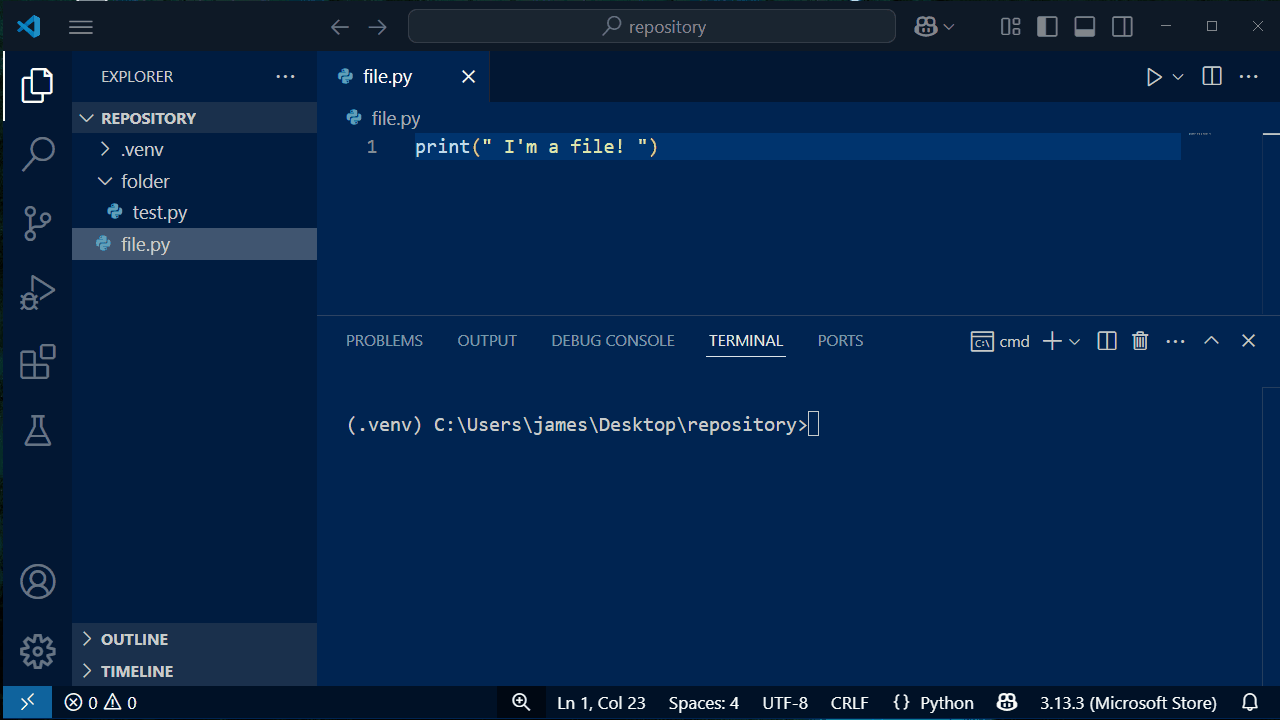 repository
EXPLORER
file.py
REPOSITORY
file.py
.venv
1 print(" I'm a file! ")
folder
test.py
file.py
PROBLEMS OUTPUT DEBUG CONSOLE TERMINAL PORTS cmd
(.venv) C:\Users\james\Desktop\repository>
OUTLINE
TIMELINE
0 0 Ln 1, Col 23 Spaces: 4 UTF-8 CRLF {} Python 3.13.3 (Microsoft Store)